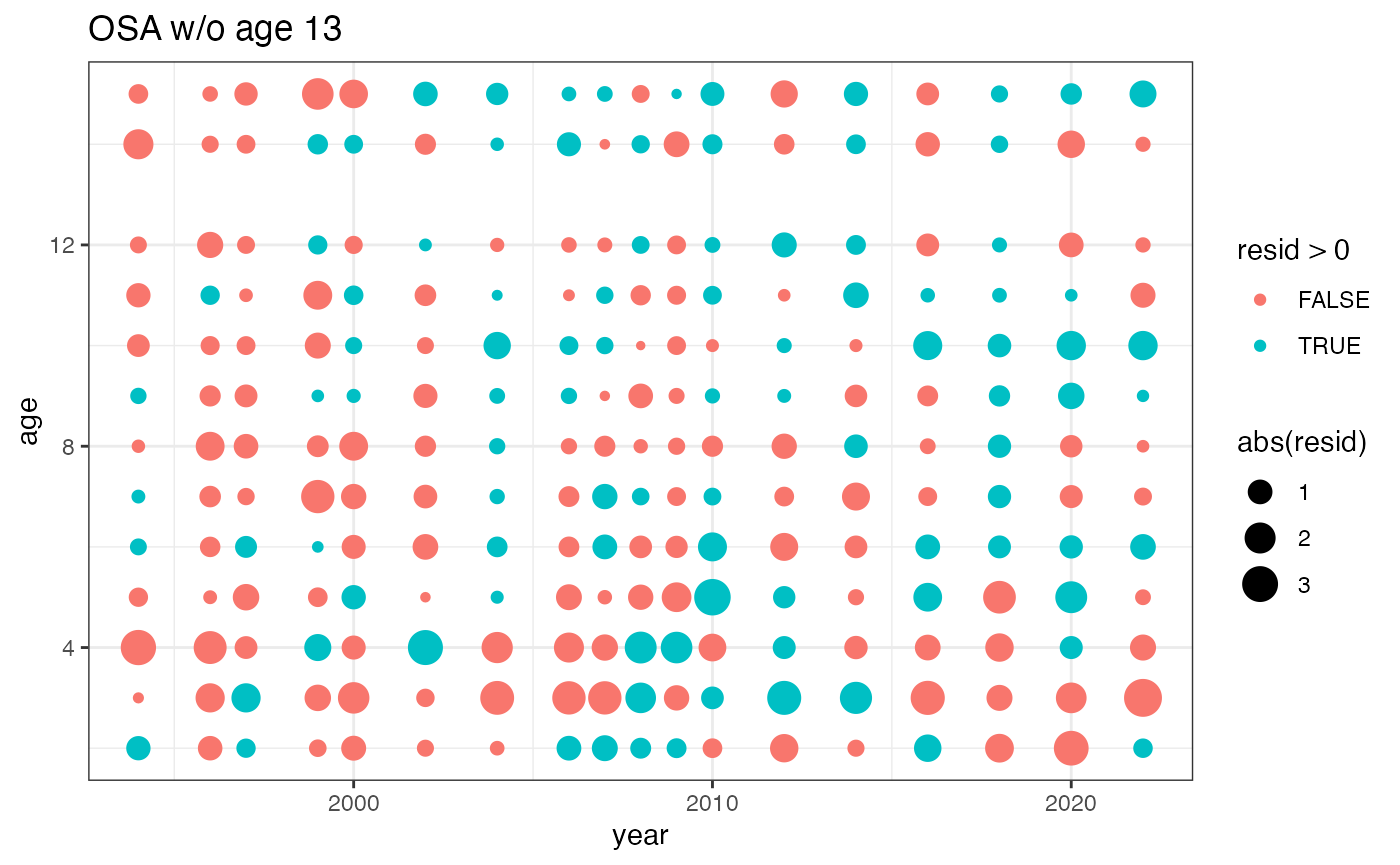 OSA w/o age 13
12
8
4
age
2000
2010
2020
year
resid > 0
FALSE
TRUE
abs(resid)
1
2
3